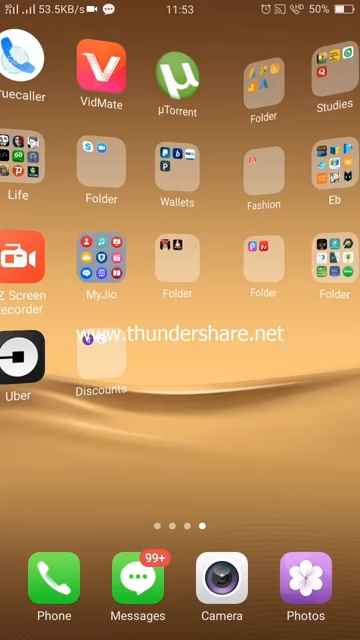 53.5KB/s 11:53 50%
ruecaller VidMate µTorrent Folder Studies
Life Folder Wallets Fashion Eb
Z Screen MyJio Folder Folder Folder
ecorder
www.thundershare.net
Uber Discounts
99+
Phone Messages Camera Photos